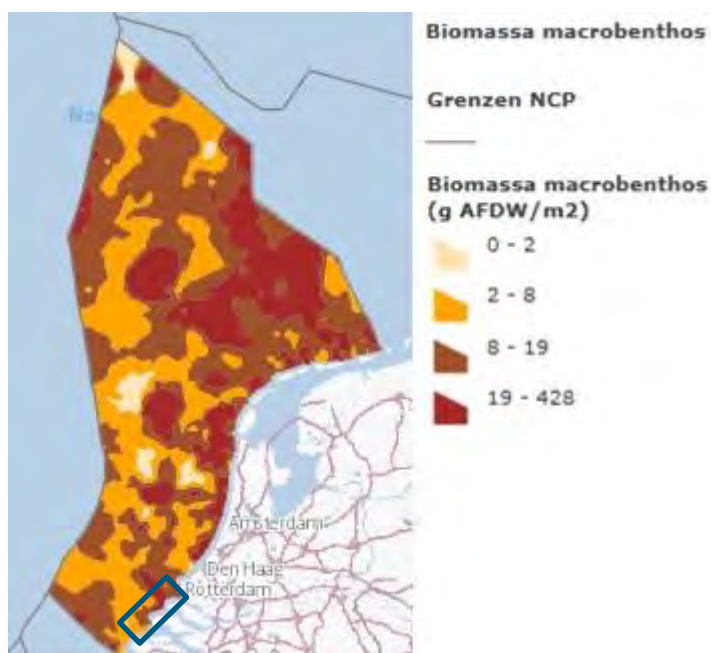 Biomassa macrobenthos
Grenzen NCP
Biomassa macrobenthos
(g AFDW/m2)
0 - 2
2 - 8
8 - 19
19 - 428
No
Amsterdam
Den Haag
Rotterdam